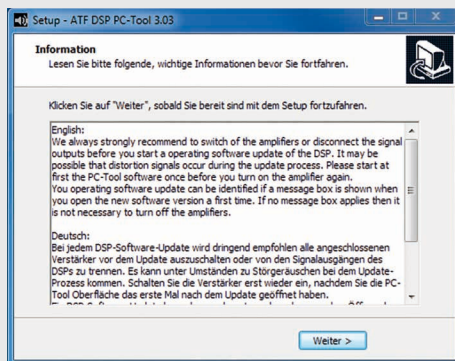 Setup - ATF DSP PC-Tool 3.03
Information
Lesen Sie bitte folgende, wichtige Informationen bevor Sie fortfahren.
Klicken Sie auf "Weiter", sobald Sie bereit sind mit dem Setup fortzufahren.
English:
We always strongly recommend to switch of the amplifiers or disconnect the signal
outputs before you start a operating software update of the DSP. It may be
possible that distortion signals occur during the update process. Please start at
first the PC-Tool software once before you turn on the amplifier again.
You operating software update can be identified if a message box is shown when
you open the new software version a first time. If no message box applies then it
is not necessary to turn off the amplifiers.
Deutsch:
Bei jedem DSP-Software-Update wird dringend empfohlen alle angeschlossenen
Verstärker vor dem Update auszuschalten oder von den Signalausgängen des
DSPs zu trennen. Es kann unter Umständen zu Störgeräuschen bei dem Update-
Prozess kommen. Schalten Sie die Verstärker erst wieder ein, nachdem Sie die PC-
Tool Oberfläche das erste Mal nach dem Update geöffnet haben.
Weiter >